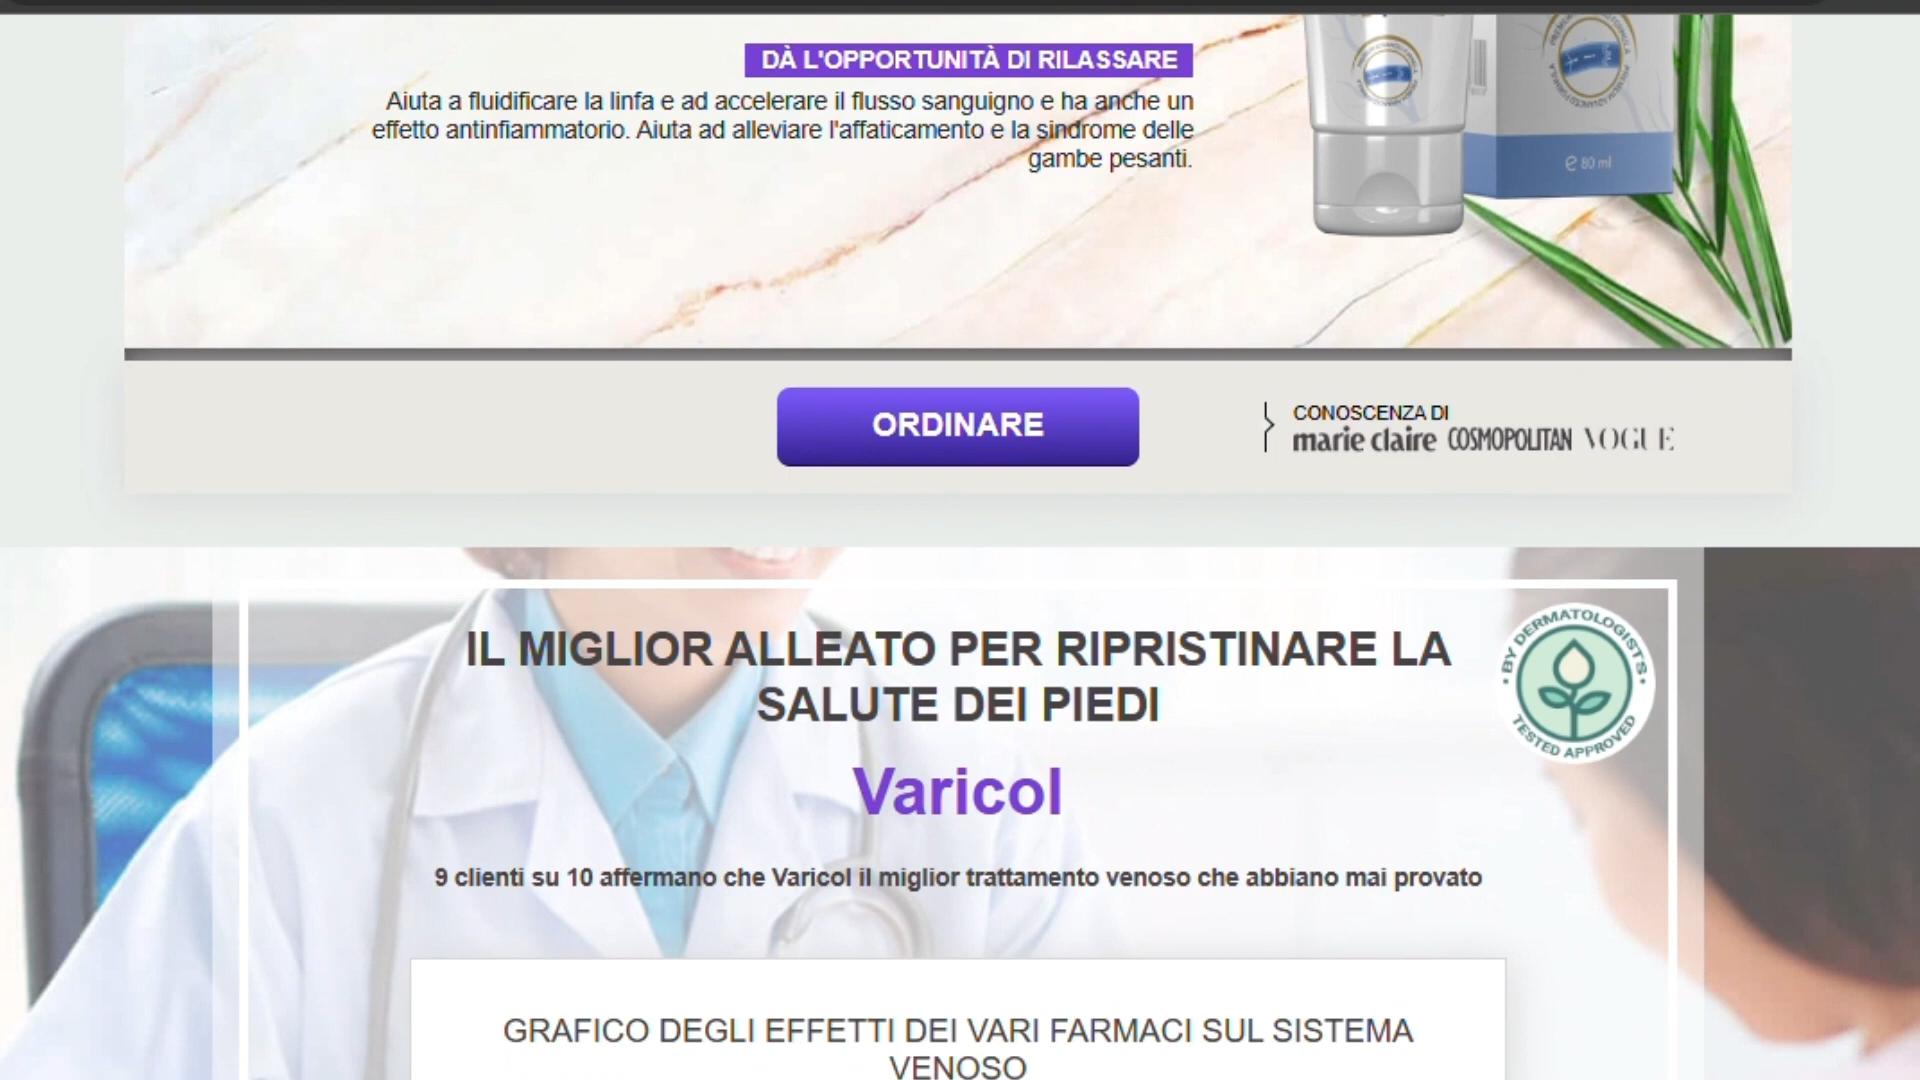 DÀ L'OPPORTUNITÀ DI RILASSARE
Aiuta a fluidificare la linfa e ad accelerare il flusso sanguigno e ha anche un
effetto antinfiammatorio. Aiuta ad alleviare l'affaticamento e la sindrome delle
gambe pesanti.
e 80 ml
ORDINARE
CONOSCENZA DI
marie claire COSMOPOLITAN VOGUE
IL MIGLIOR ALLEATO PER RIPRISTINARE LA
SALUTE DEI PIEDI
• BY DERMATOLOGISTS •
TESTED APPROVED
Varicol
9 clienti su 10 affermano che Varicol il miglior trattamento venoso che abbiano mai provato
GRAFICO DEGLI EFFETTI DEI VARI FARMACI SUL SISTEMA
VENOSO